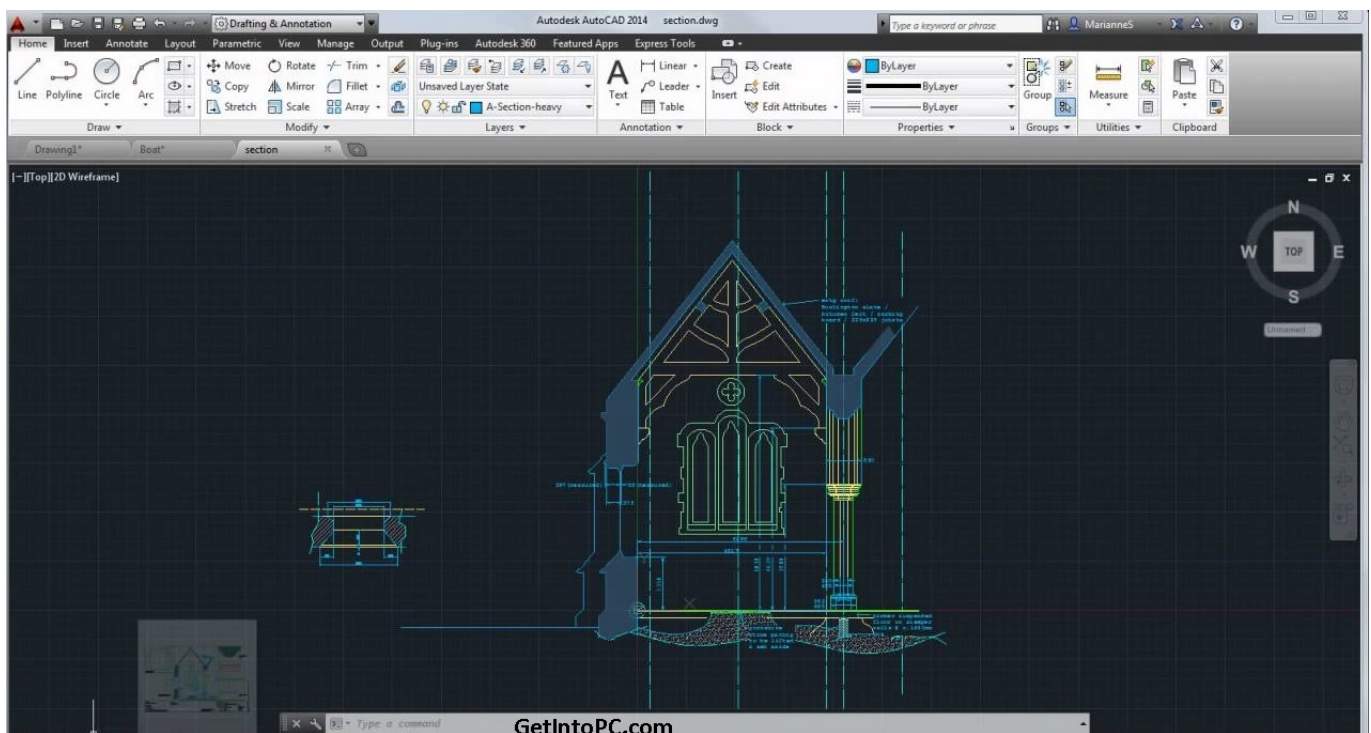 Drafting & Annotation
Autodesk AutoCAD 2014 section.dwg
Type a keyword or phrase
MarianneS
Home Insert Annotate Layout Parametric View Manage Output Plug-ins Autodesk 360 Featured Apps Express Tools
Line Polyline Circle Arc
Move Rotate Trim
Copy Mirror Fillet
Stretch Scale Array
Unsaved Layer State
A-Section-heavy
Text
Linear
Leader
Table
Insert
Create
Edit
Edit Attributes
ByLayer
ByLayer
ByLayer
Group
Measure
Paste
Draw Modify Layers Annotation Block Properties Groups Utilities Clipboard
Drawing1* Boat* section
[−][Top][2D Wireframe]
N
W TOP E
S
Unnamed
Type a command
GetIntoPC.com